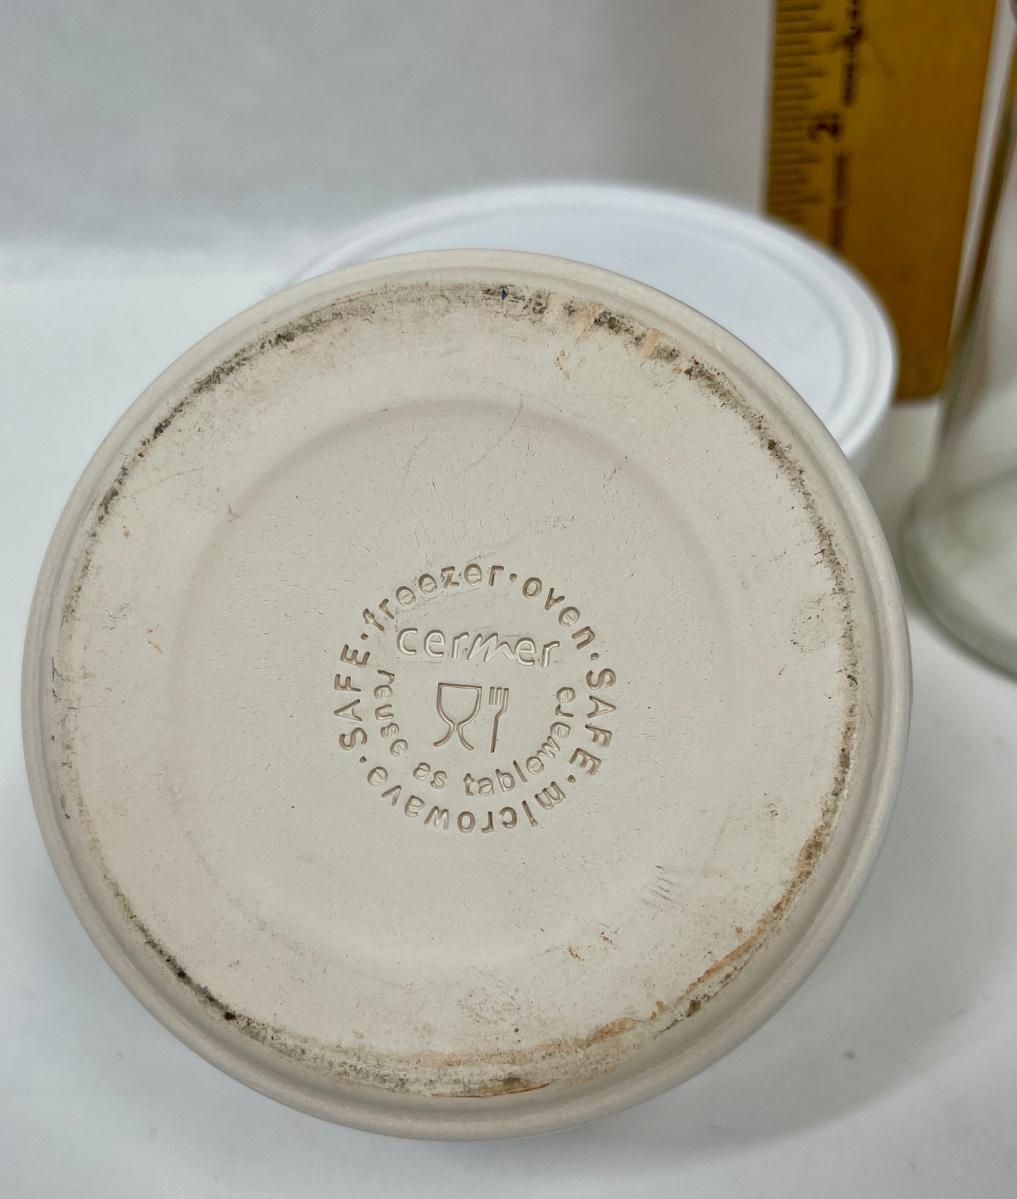 SAFE·freezer·oven·SAFE·microwave·
cermer
reuse as tableware
2